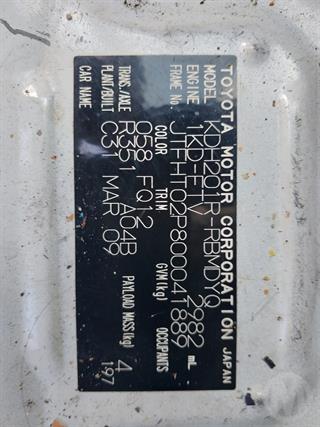 TOYOTA MOTOR CORPORATION JAPAN
MODEL KDH201R-RBMDYQ
ENGINE 1KD-FTV 2982 mL
FRAME No. JTFHT02P800041889
COLOR TRIM GVM(kg) OCCUPANTS
058 FQ12
TRANS./AXLE R351 A04B 4
PLANT/BUILT C31 MAR 09 PAYLOAD MASS(kg) 197
CAR NAME